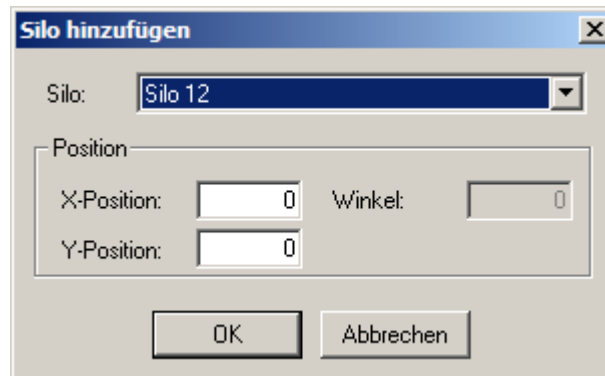 Silo hinzufügen
Silo: Silo 12
Position
X-Position: 0 Winkel: 0
Y-Position: 0
OK Abbrechen